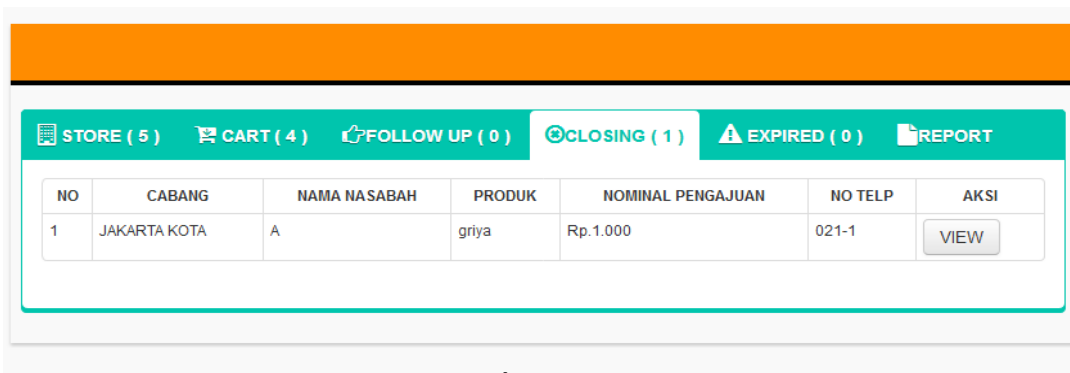 STORE ( 5 ) CART ( 4 ) FOLLOW UP ( 0 ) CLOSING ( 1 ) EXPIRED ( 0 ) REPORT
NO CABANG NAMA NASABAH PRODUK NOMINAL PENGAJUAN NO TELP AKSI
1 JAKARTA KOTA A griya Rp.1.000 021-1 VIEW